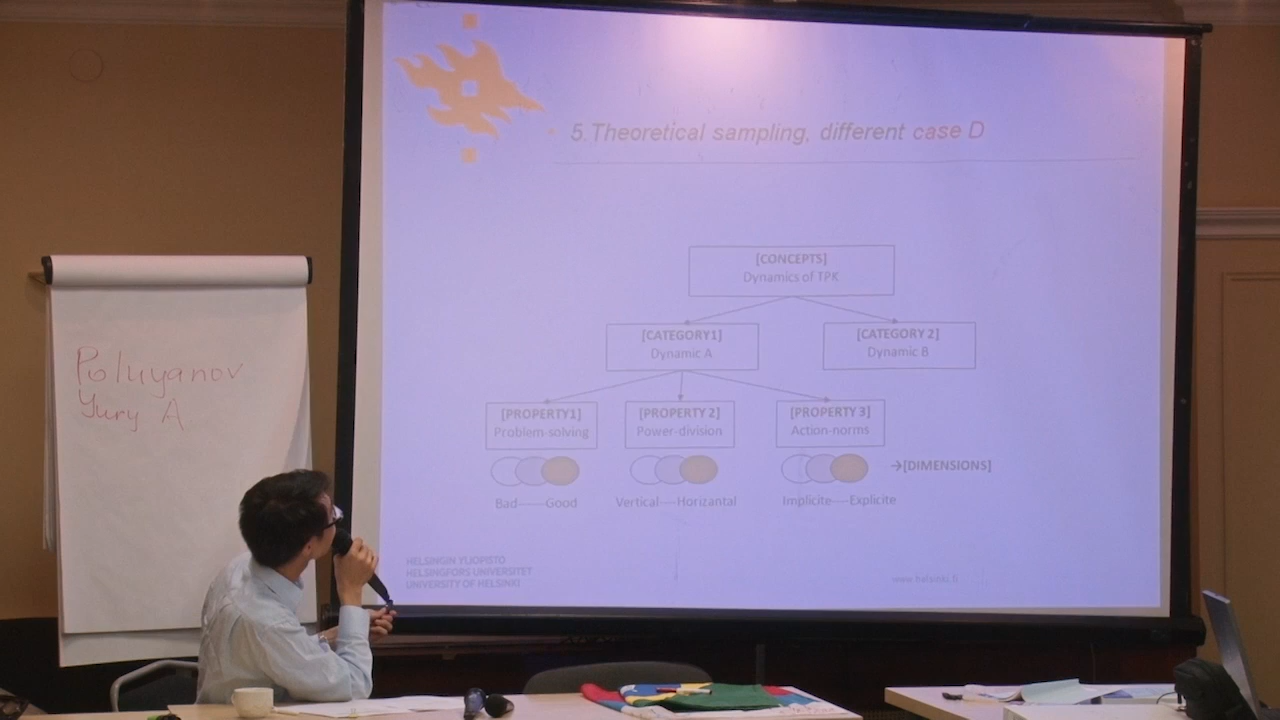 Poluyanov
Yury A
5.Theoretical sampling, different case D
[CONCEPTS]
Dynamics of TPK
[CATEGORY1]
Dynamic A
[CATEGORY 2]
Dynamic B
[PROPERTY1]
Problem-solving
[PROPERTY 2]
Power-division
[PROPERTY 3]
Action-norms
→[DIMENSIONS]
Bad------Good
Vertical----Horizantal
Implicite----Explicite
HELSINGIN YLIOPISTO
HELSINGFORS UNIVERSITET
UNIVERSITY OF HELSINKI
www.helsinki.fi